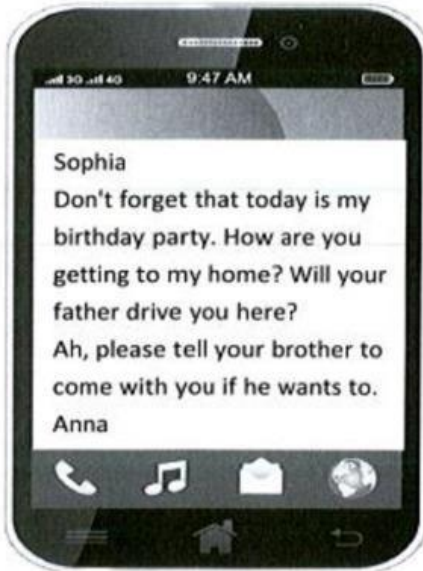 3G 4G 9:47 AM
Sophia
Don't forget that today is my
birthday party. How are you
getting to my home? Will your
father drive you here?
Ah, please tell your brother to
come with you if he wants to.
Anna